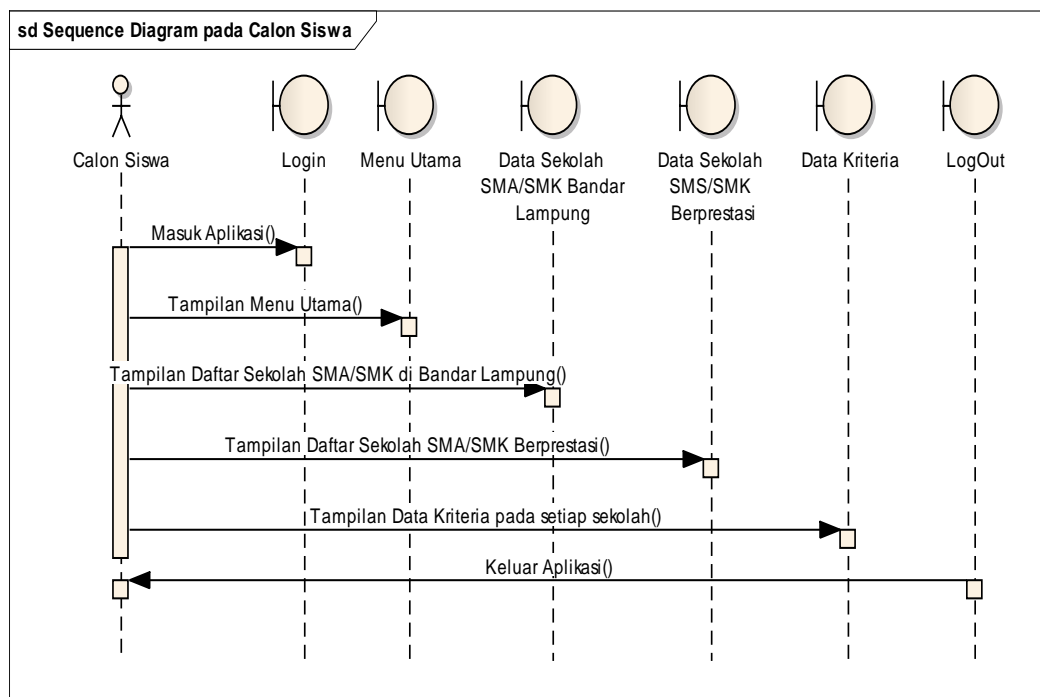 sd Sequence Diagram pada Calon Siswa
Calon Siswa
Login
Menu Utama
Data Sekolah
SMA/SMK Bandar
Lampung
Data Sekolah
SMS/SMK
Berprestasi
Data Kriteria
LogOut
Masuk Aplikasi()
Tampilan Menu Utama()
Tampilan Daftar Sekolah SMA/SMK di Bandar Lampung()
Tampilan Daftar Sekolah SMA/SMK Berprestasi()
Tampilan Data Kriteria pada setiap sekolah()
Keluar Aplikasi()